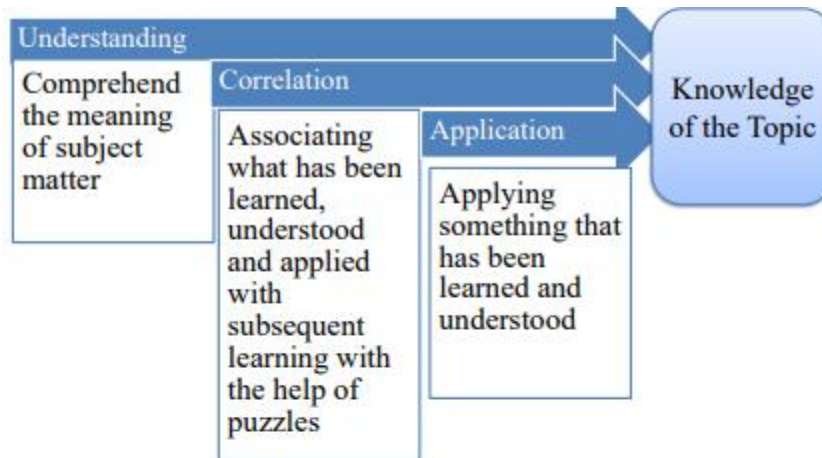 Understanding
Comprehend
the meaning
of subject
matter
Correlation
Associating
what has been
learned,
understood
and applied
with
subsequent
learning with
the help of
puzzles
Application
Applying
something that
has been
learned and
understood
Knowledge
of the Topic